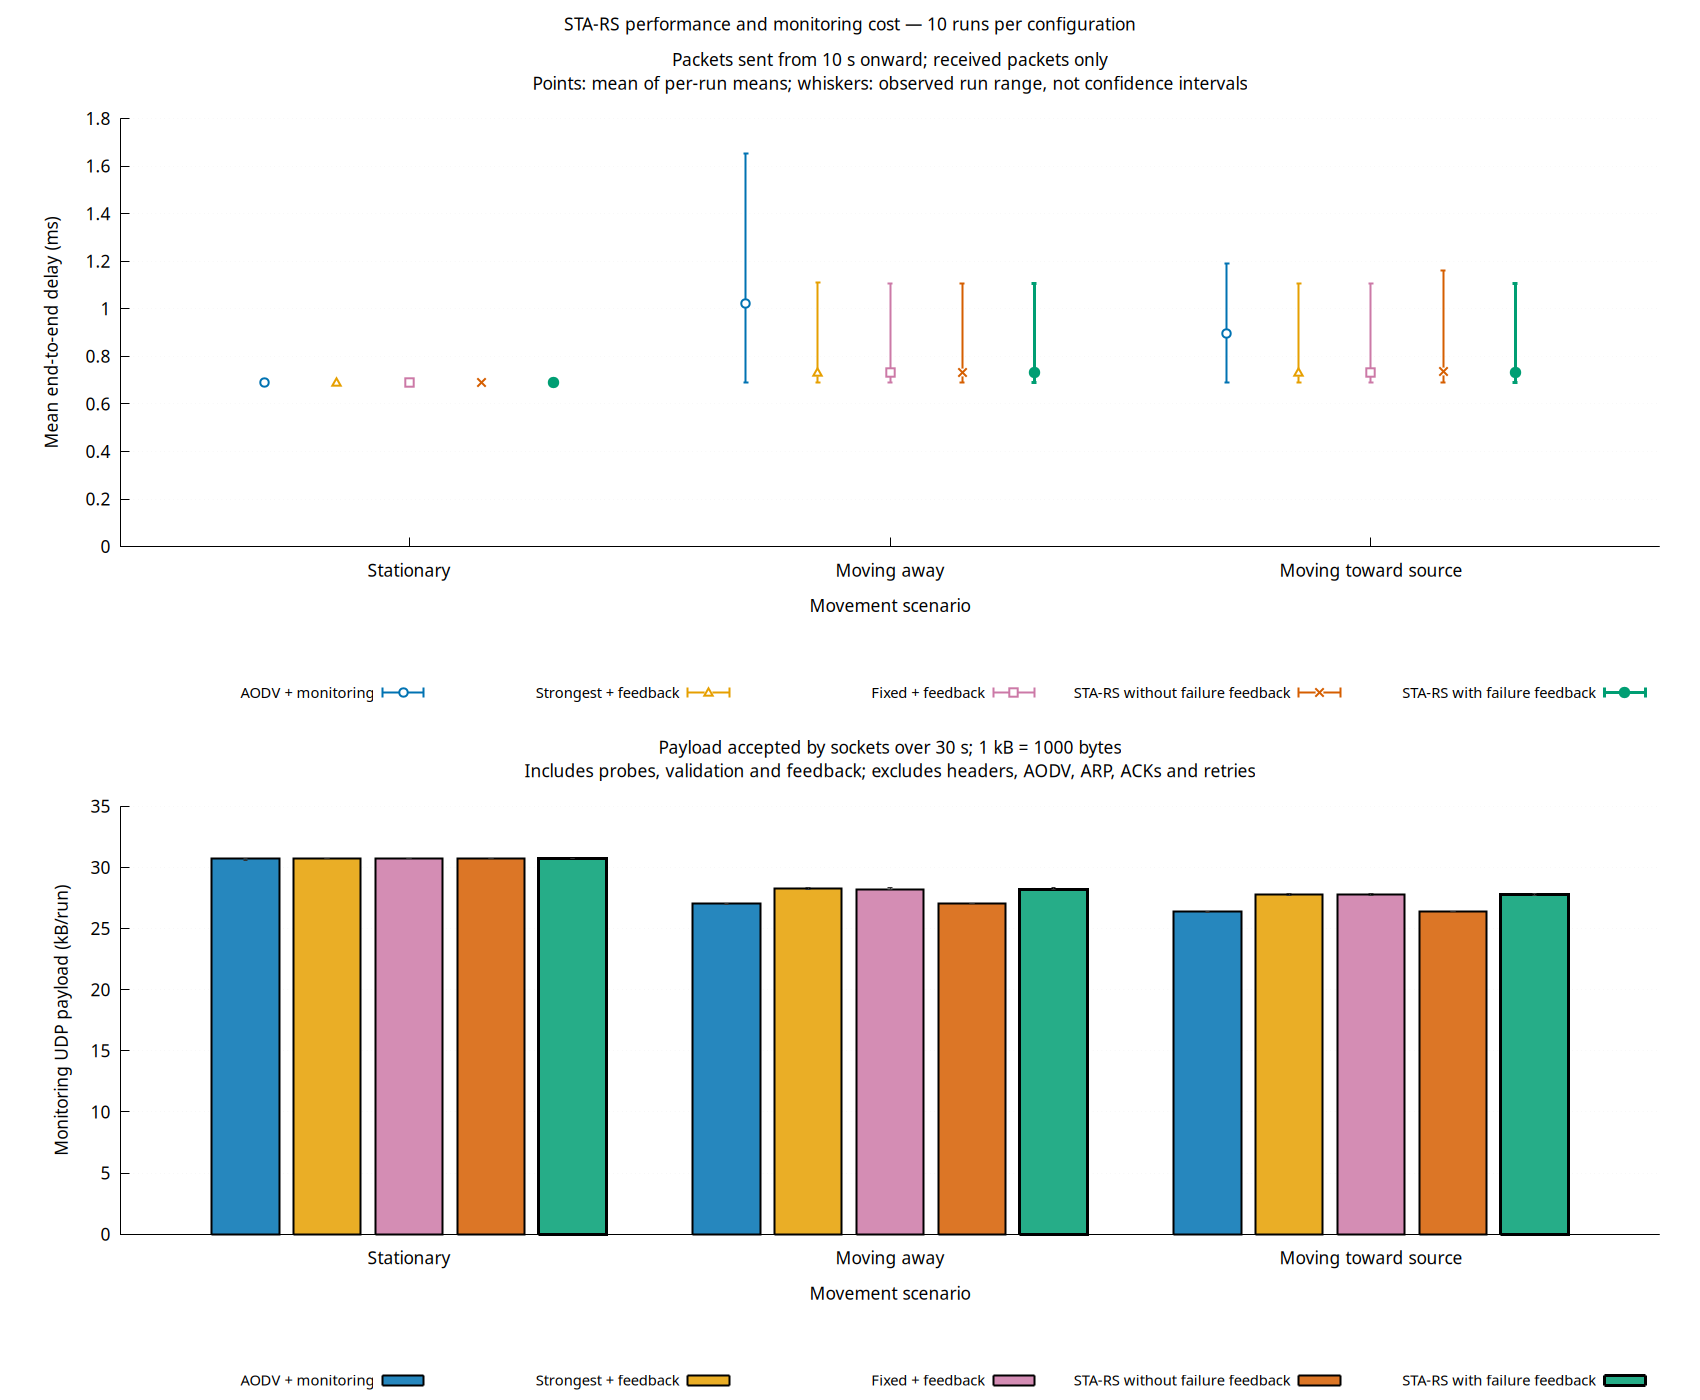 STA-RS performance and monitoring cost — 10 runs per configuration
Packets sent from 10 s onward; received packets only
Points: mean of per-run means; whiskers: observed run range, not confidence intervals
Mean end-to-end delay (ms)
1.8
1.6
1.4
1.2
1
0.8
0.6
0.4
0.2
0
Stationary
Moving away
Moving toward source
Movement scenario
AODV + monitoring
Strongest + feedback
Fixed + feedback
STA-RS without failure feedback
STA-RS with failure feedback
Payload accepted by sockets over 30 s; 1 kB = 1000 bytes
Includes probes, validation and feedback; excludes headers, AODV, ARP, ACKs and retries
Monitoring UDP payload (kB/run)
35
30
25
20
15
10
5
0
Stationary
Moving away
Moving toward source
Movement scenario
AODV + monitoring
Strongest + feedback
Fixed + feedback
STA-RS without failure feedback
STA-RS with failure feedback